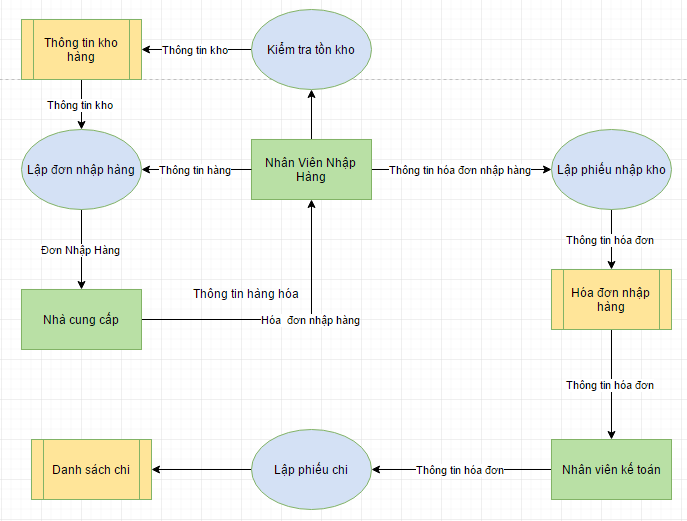 Thông tin kho
hàng
Thông tin kho
Kiểm tra tồn kho
Thông tin kho
Lập đơn nhập hàng
Thông tin hàng
Nhân Viên Nhập
Hàng
Thông tin hóa đơn nhập hàng
Lập phiếu nhập kho
Đơn Nhập Hàng
Thông tin hóa đơn
Nhà cung cấp
Thông tin hàng hóa
Hóa đơn nhập hàng
Hóa đơn nhập
hàng
Thông tin hóa đơn
Danh sách chi
Lập phiếu chi
Thông tin hóa đơn
Nhân viên kế toán